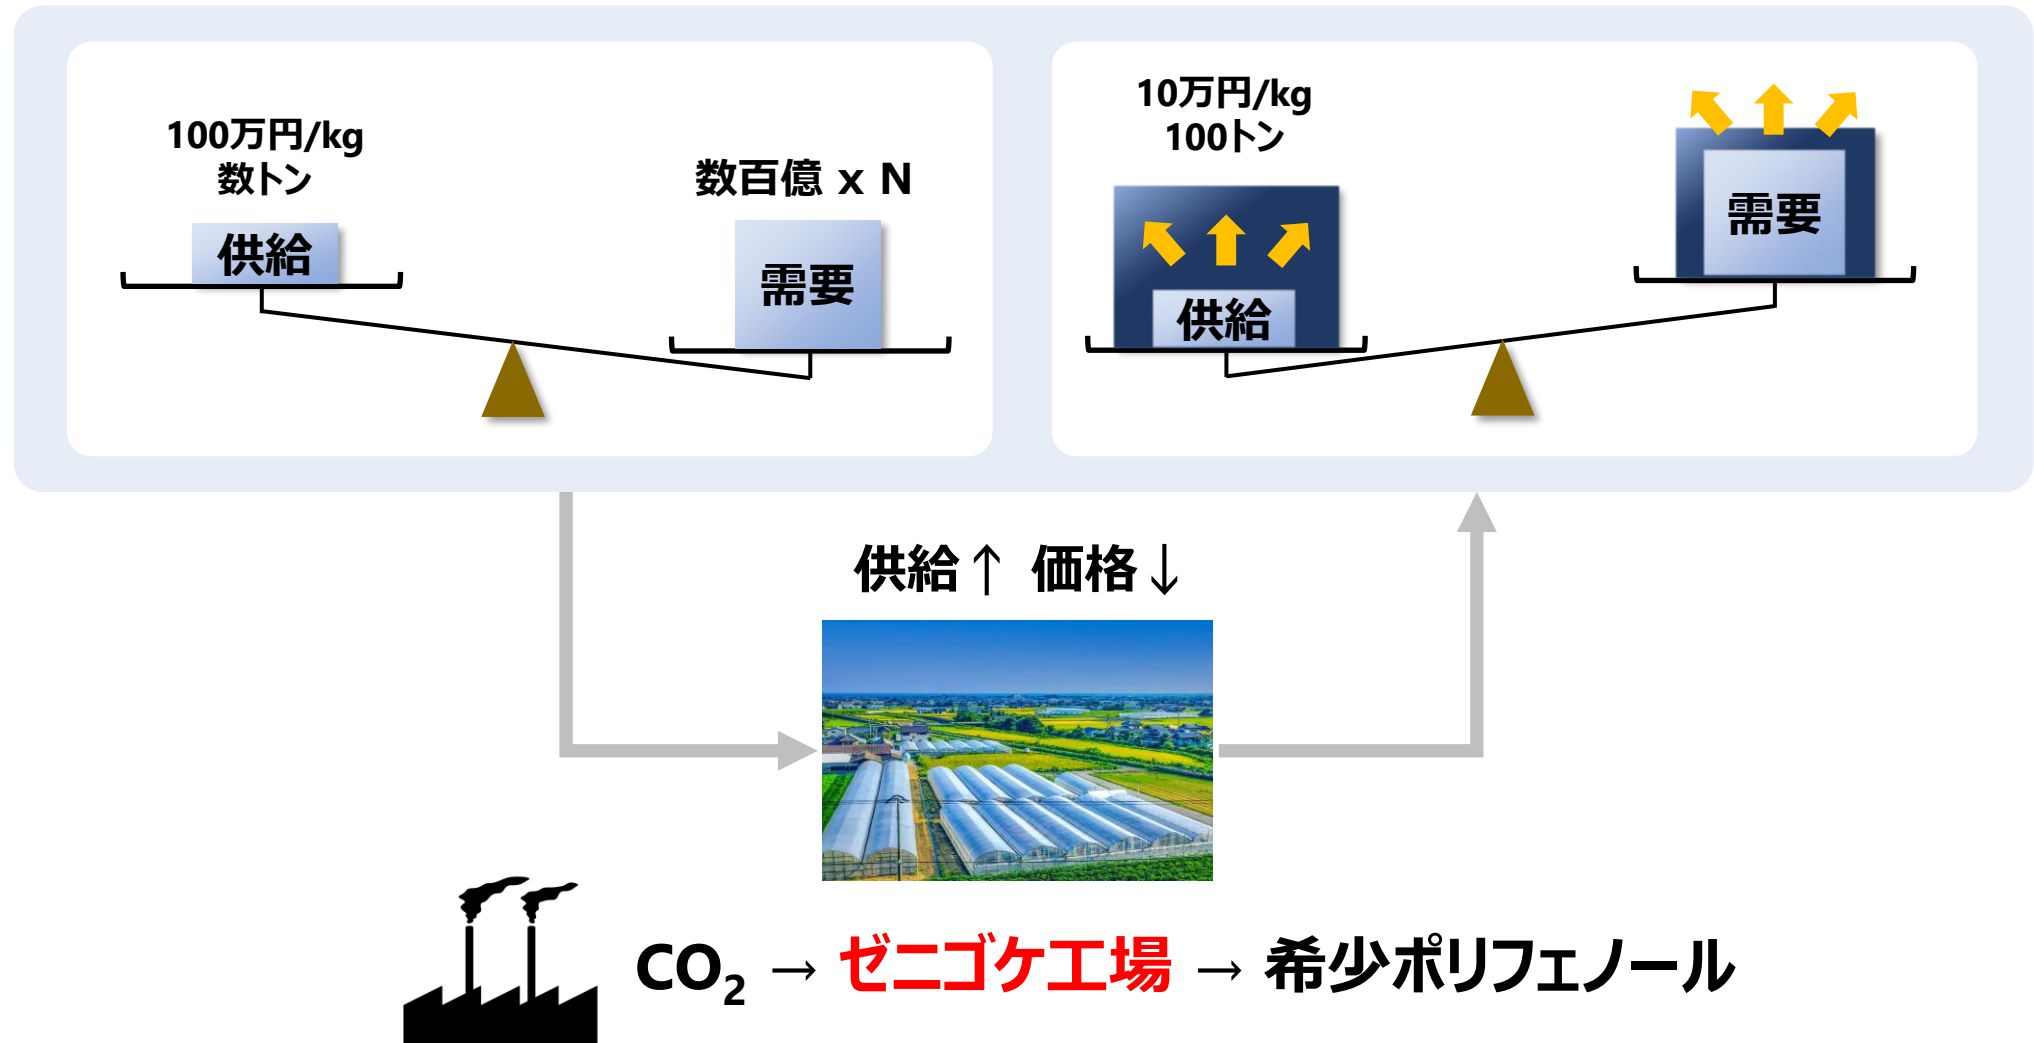 100万円/kg
数トン
供給
数百億 x N
需要
10万円/kg
100トン
供給
需要
供給↑ 価格↓
CO₂ → ゼニゴケ工場 → 希少ポリフェノール